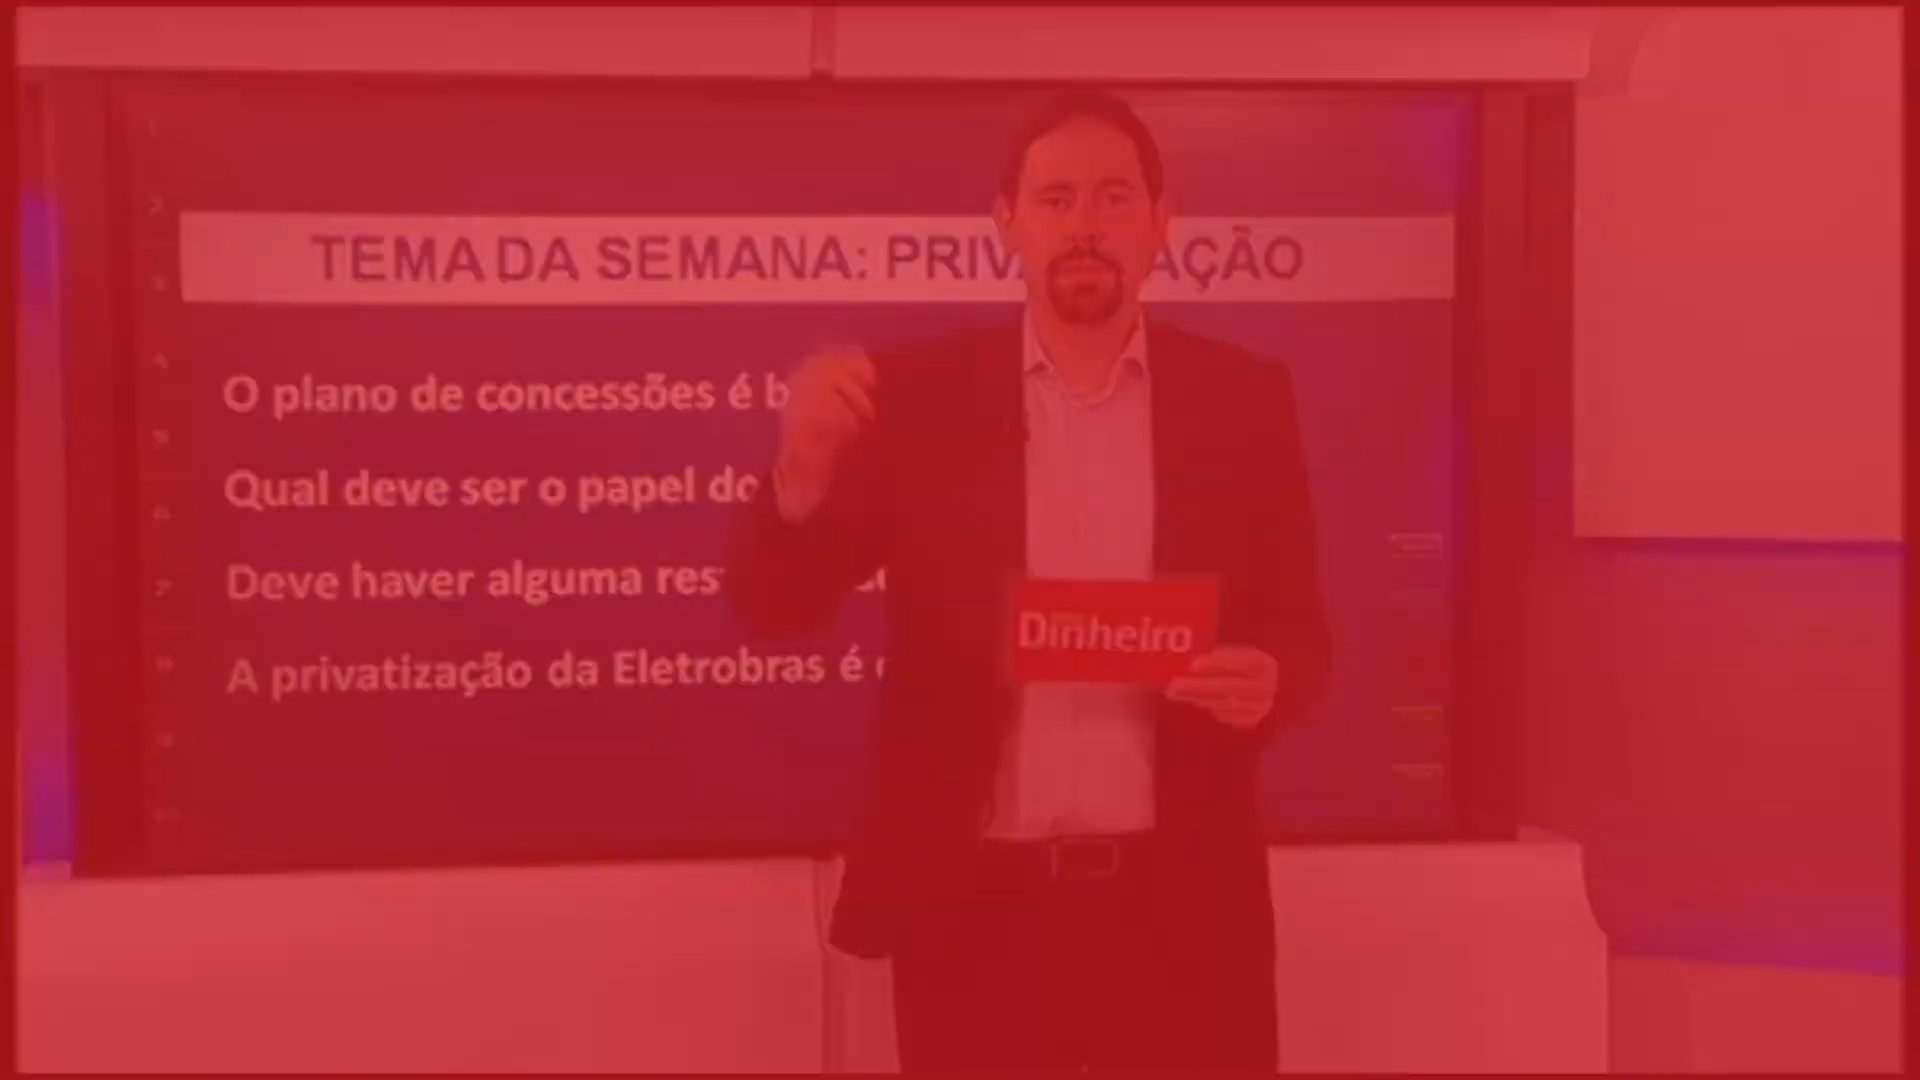 TEMA DA SEMANA: PRIV AÇÃO
O plano de concessões é b
Qual deve ser o papel do
Deve haver alguma res
A privatização da Eletrobras é
Dinheiro